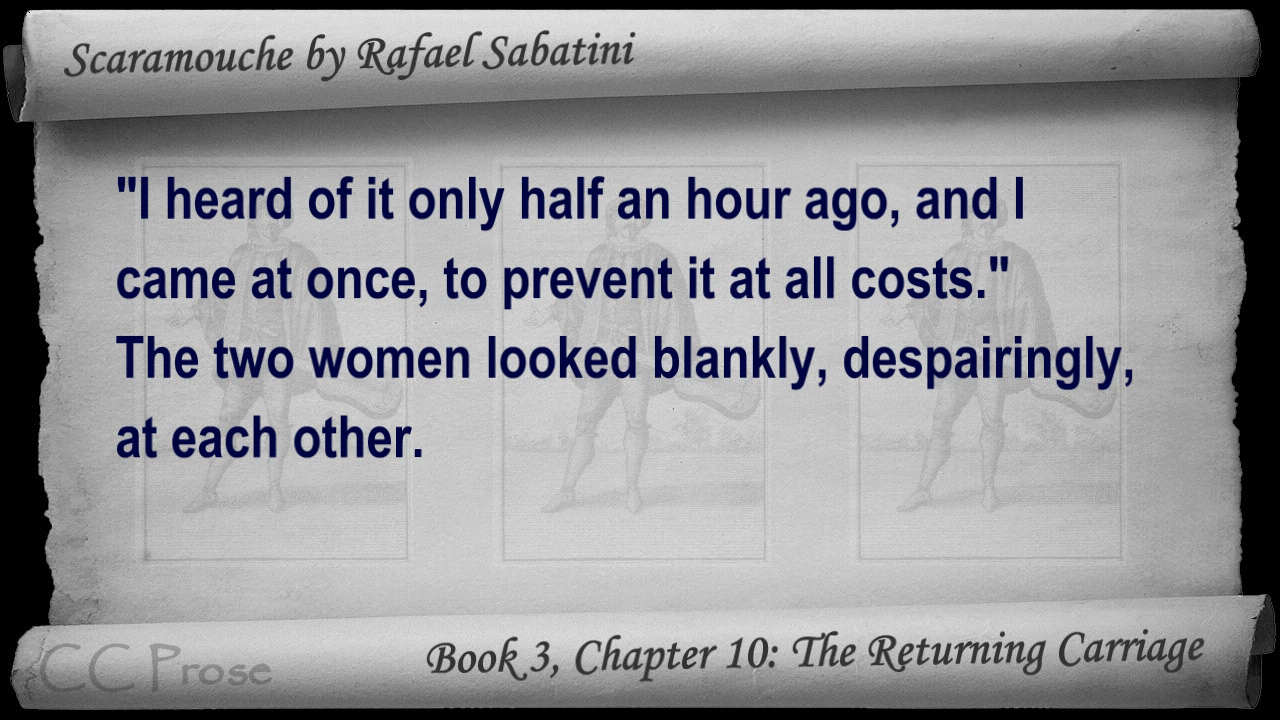 Scaramouche by Rafael Sabatini
"I heard of it only half an hour ago, and I
came at once, to prevent it at all costs."
The two women looked blankly, despairingly,
at each other.
CC Prose
Book 3, Chapter 10: The Returning Carriage